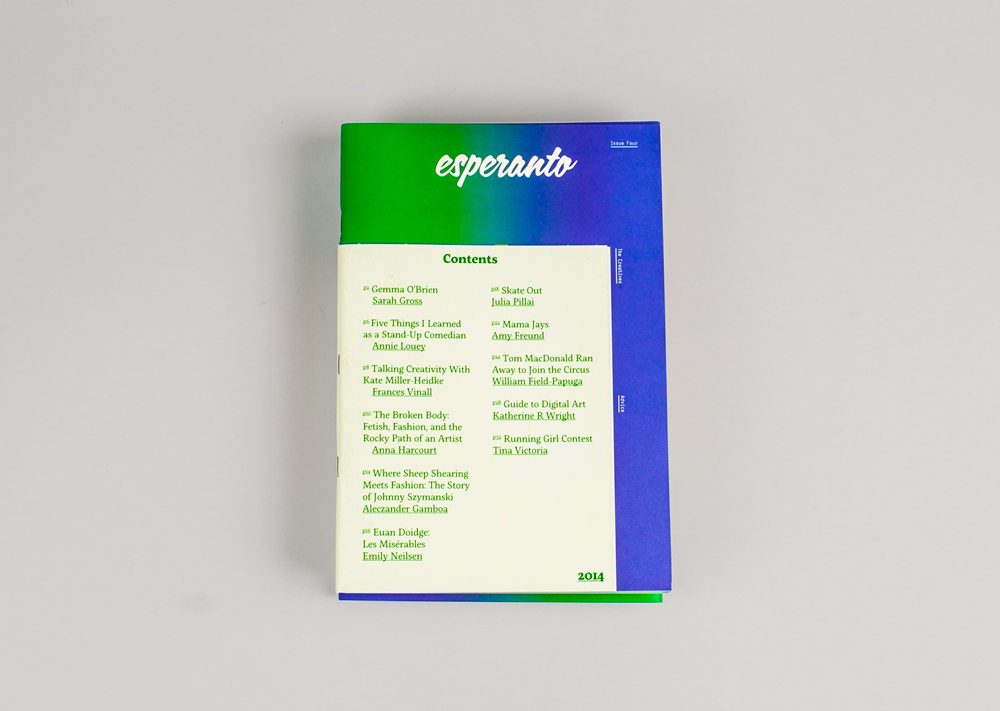 esperanto
Issue Four
The Creatives
Advice
Contents
Gemma O'Brien
Sarah Gross
Five Things I Learned
as a Stand-Up Comedian
Annie Louey
p8 Talking Creativity With
Kate Miller-Heidke
Frances Vinall
The Broken Body:
Fetish, Fashion, and the
Rocky Path of an Artist
Anna Harcourt
p14 Where Sheep Shearing
Meets Fashion: The Story
of Johnny Szymanski
Aleczander Gamboa
Euan Doidge:
Les Misérables
Emily Neilsen
Skate Out
Julia Pillai
Mama Jays
Amy Freund
p24 Tom MacDonald Ran
Away to Join the Circus
William Field-Papuga
p28 Guide to Digital Art
Katherine R Wright
Running Girl Contest
Tina Victoria
2014